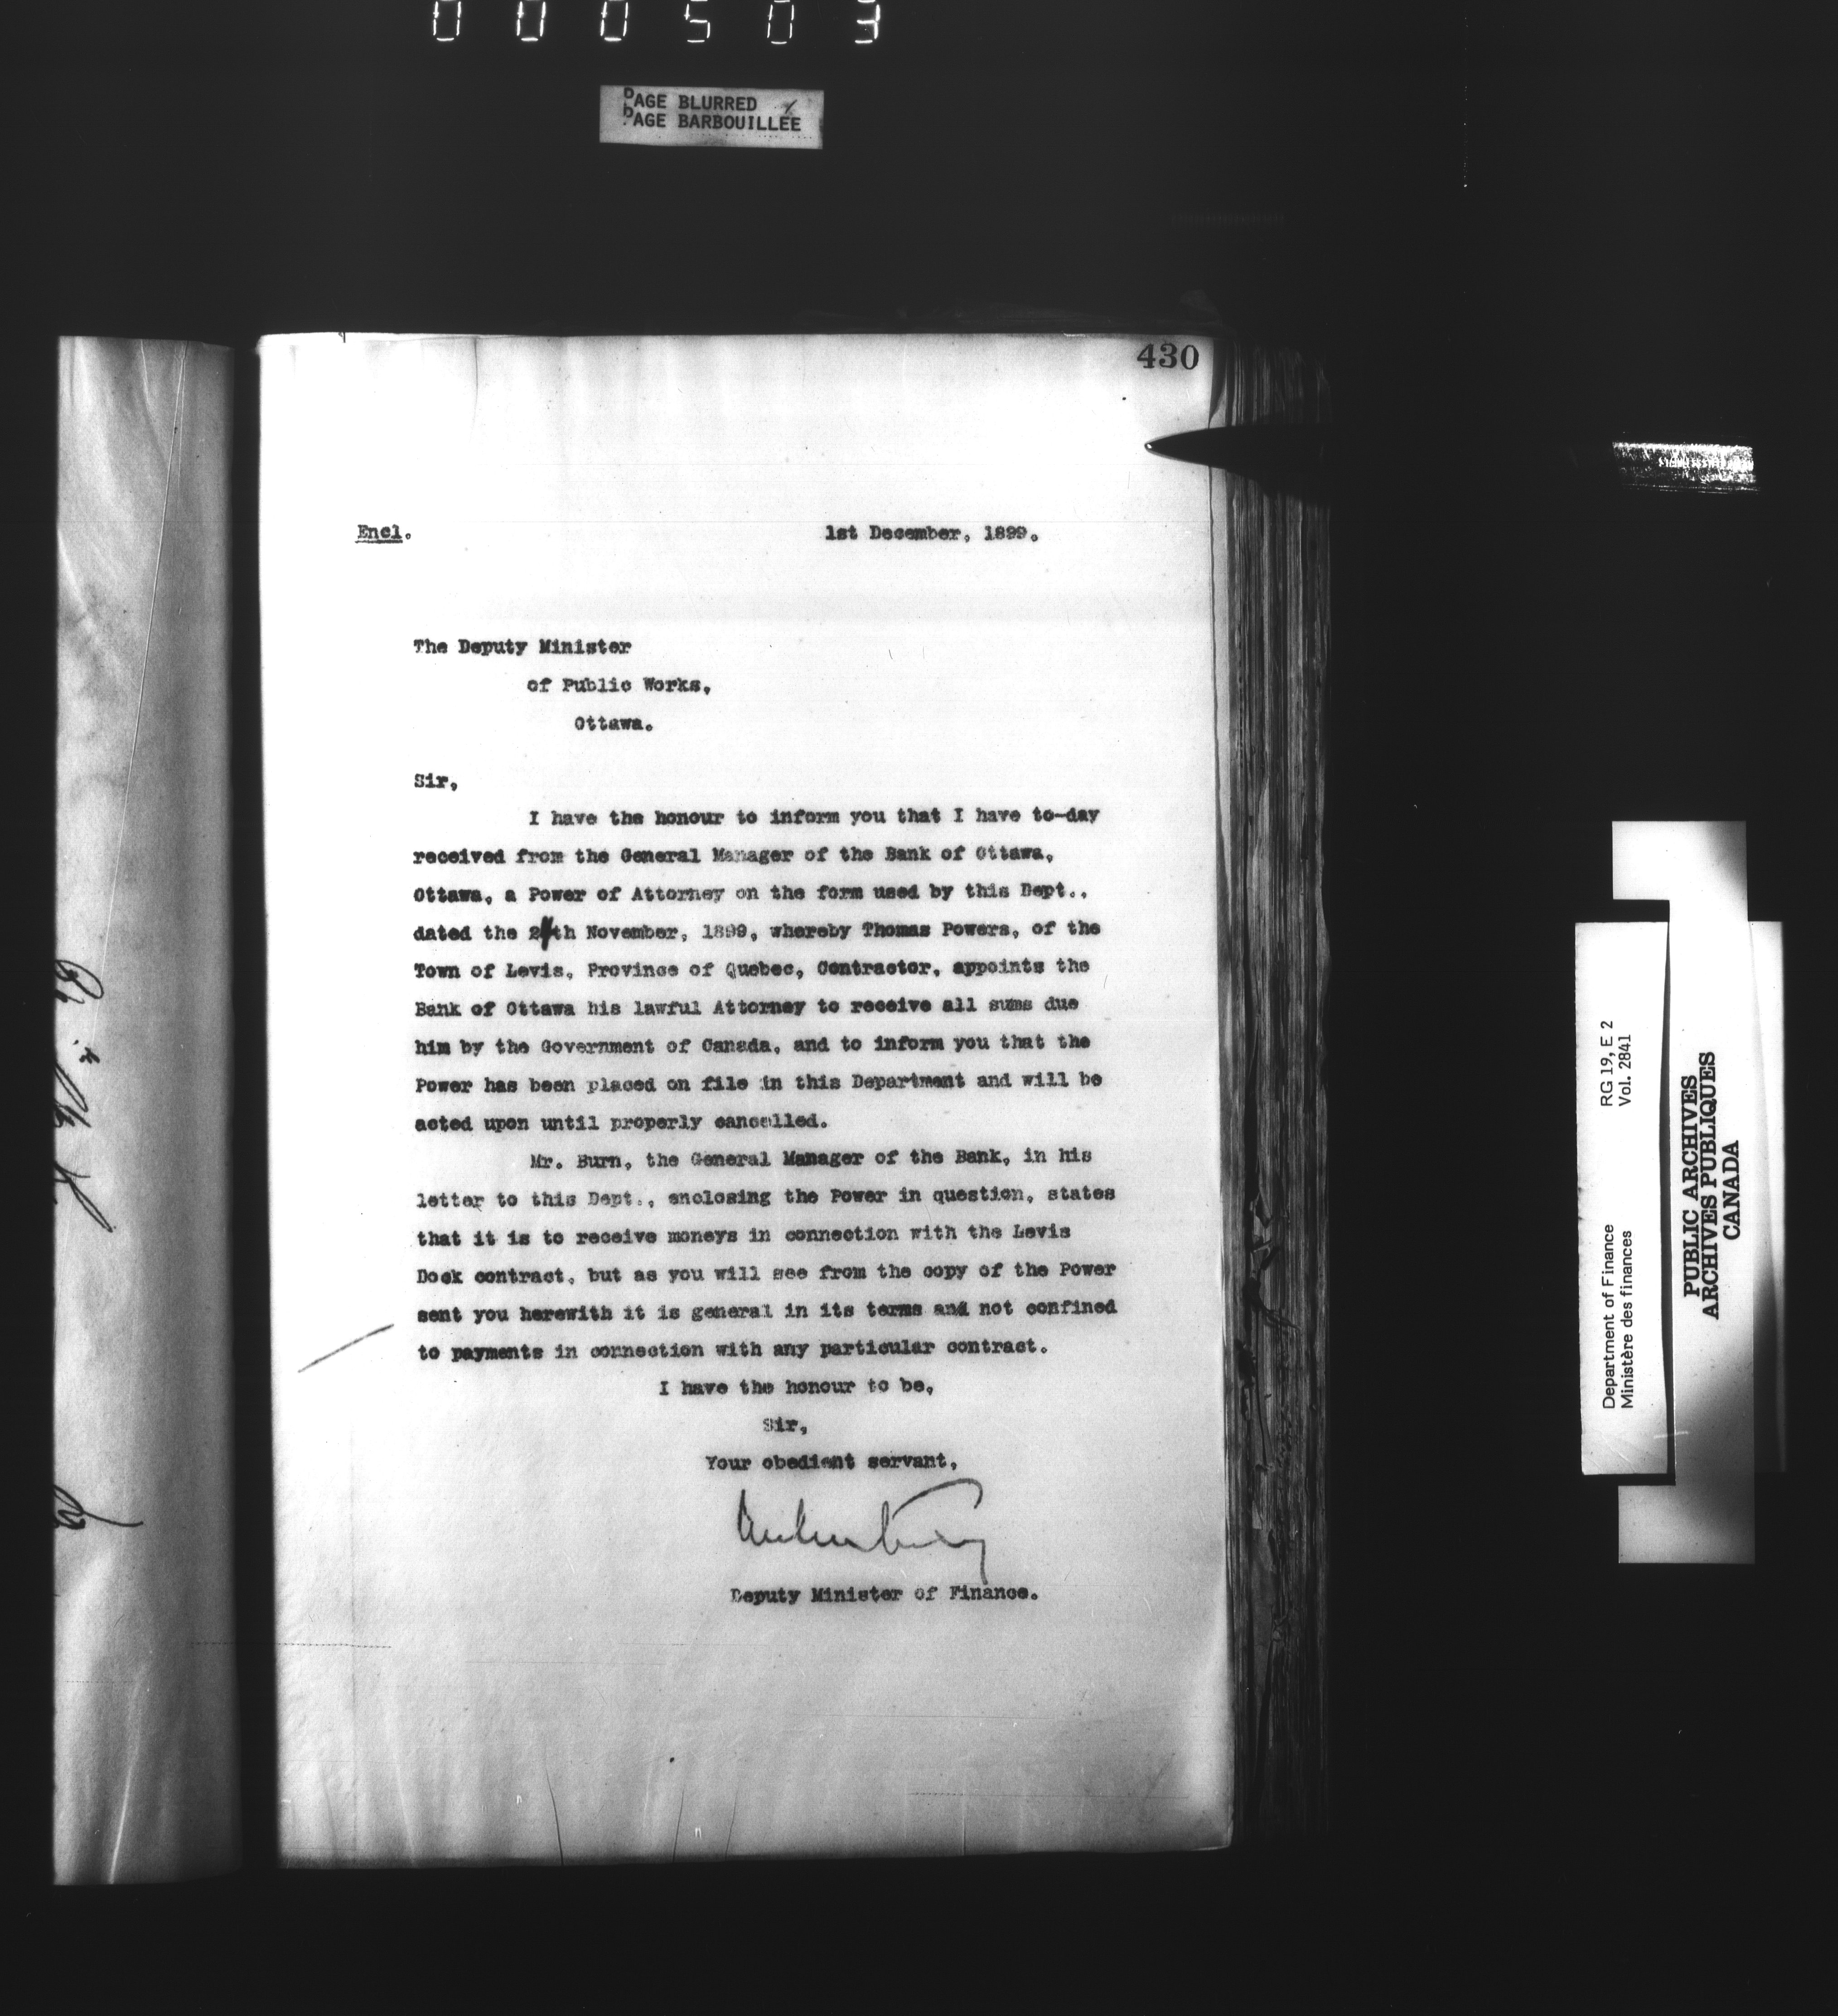 000503
PAGE BLURRED
PAGE BARBOUILLEE
430
Encl.
1st December, 1899.
The Deputy Minister
of Public Works,
Ottawa.
Sir,
I have the honour to inform you that I have to-day
received from the General Manager of the Bank of Ottawa,
Ottawa, a Power of Attorney on the form used by this Dept.,
dated the 24th November, 1899, whereby Thomas Powers, of the
Town of Levis, Province of Quebec, Contractor, appoints the
Bank of Ottawa his lawful Attorney to receive all sums due
him by the Government of Canada, and to inform you that the
Power has been placed on file in this Department and will be
acted upon until properly cancelled.
Mr. Burn, the General Manager of the Bank, in his
letter to this Dept., enclosing the Power in question, states
that it is to receive moneys in connection with the Levis
Dock contract, but as you will see from the copy of the Power
sent you herewith it is general in its terms and not confined
to payments in connection with any particular contract.
I have the honour to be,
Sir,
Your obedient servant,
Deputy Minister of Finance.
Department of Finance RG 19, E 2
Ministère des finances Vol. 2841
PUBLIC ARCHIVES
ARCHIVES PUBLIQUES
CANADA